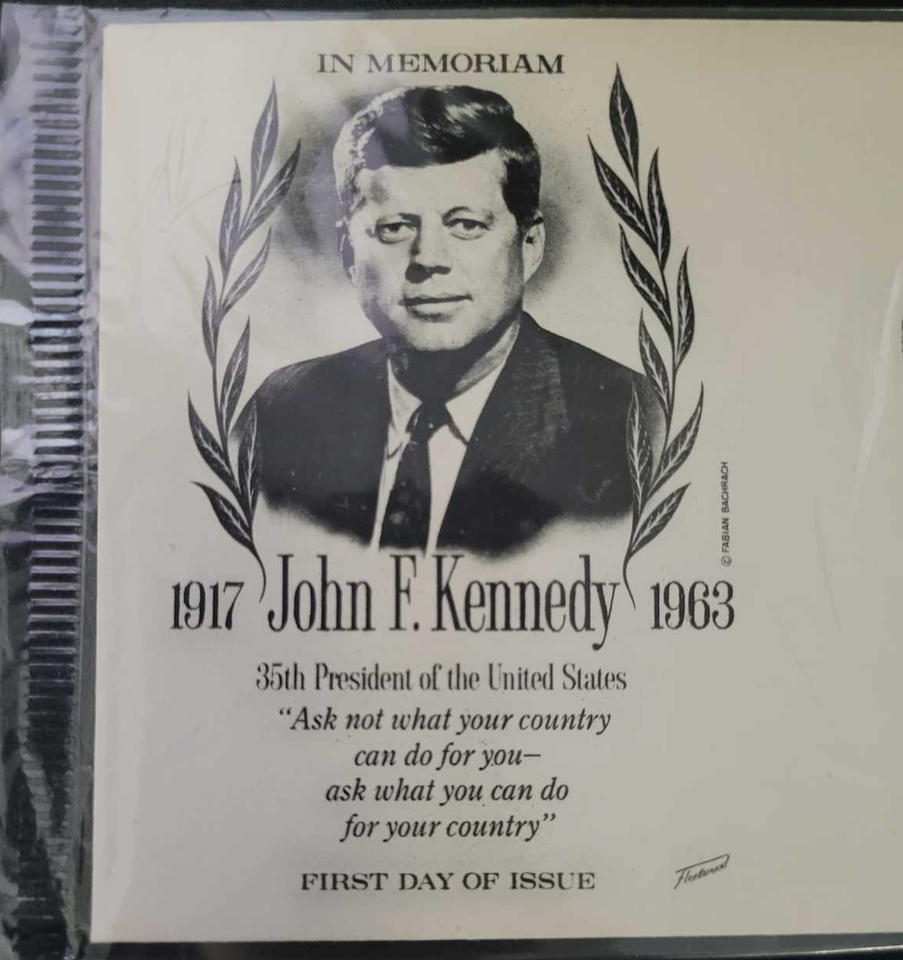 IN MEMORIAM
© FABIAN BACHRACH
1917 John F. Kennedy 1963
35th President of the United States
“Ask not what your country
can do for you—
ask what you can do
for your country”
FIRST DAY OF ISSUE
Fleetwood